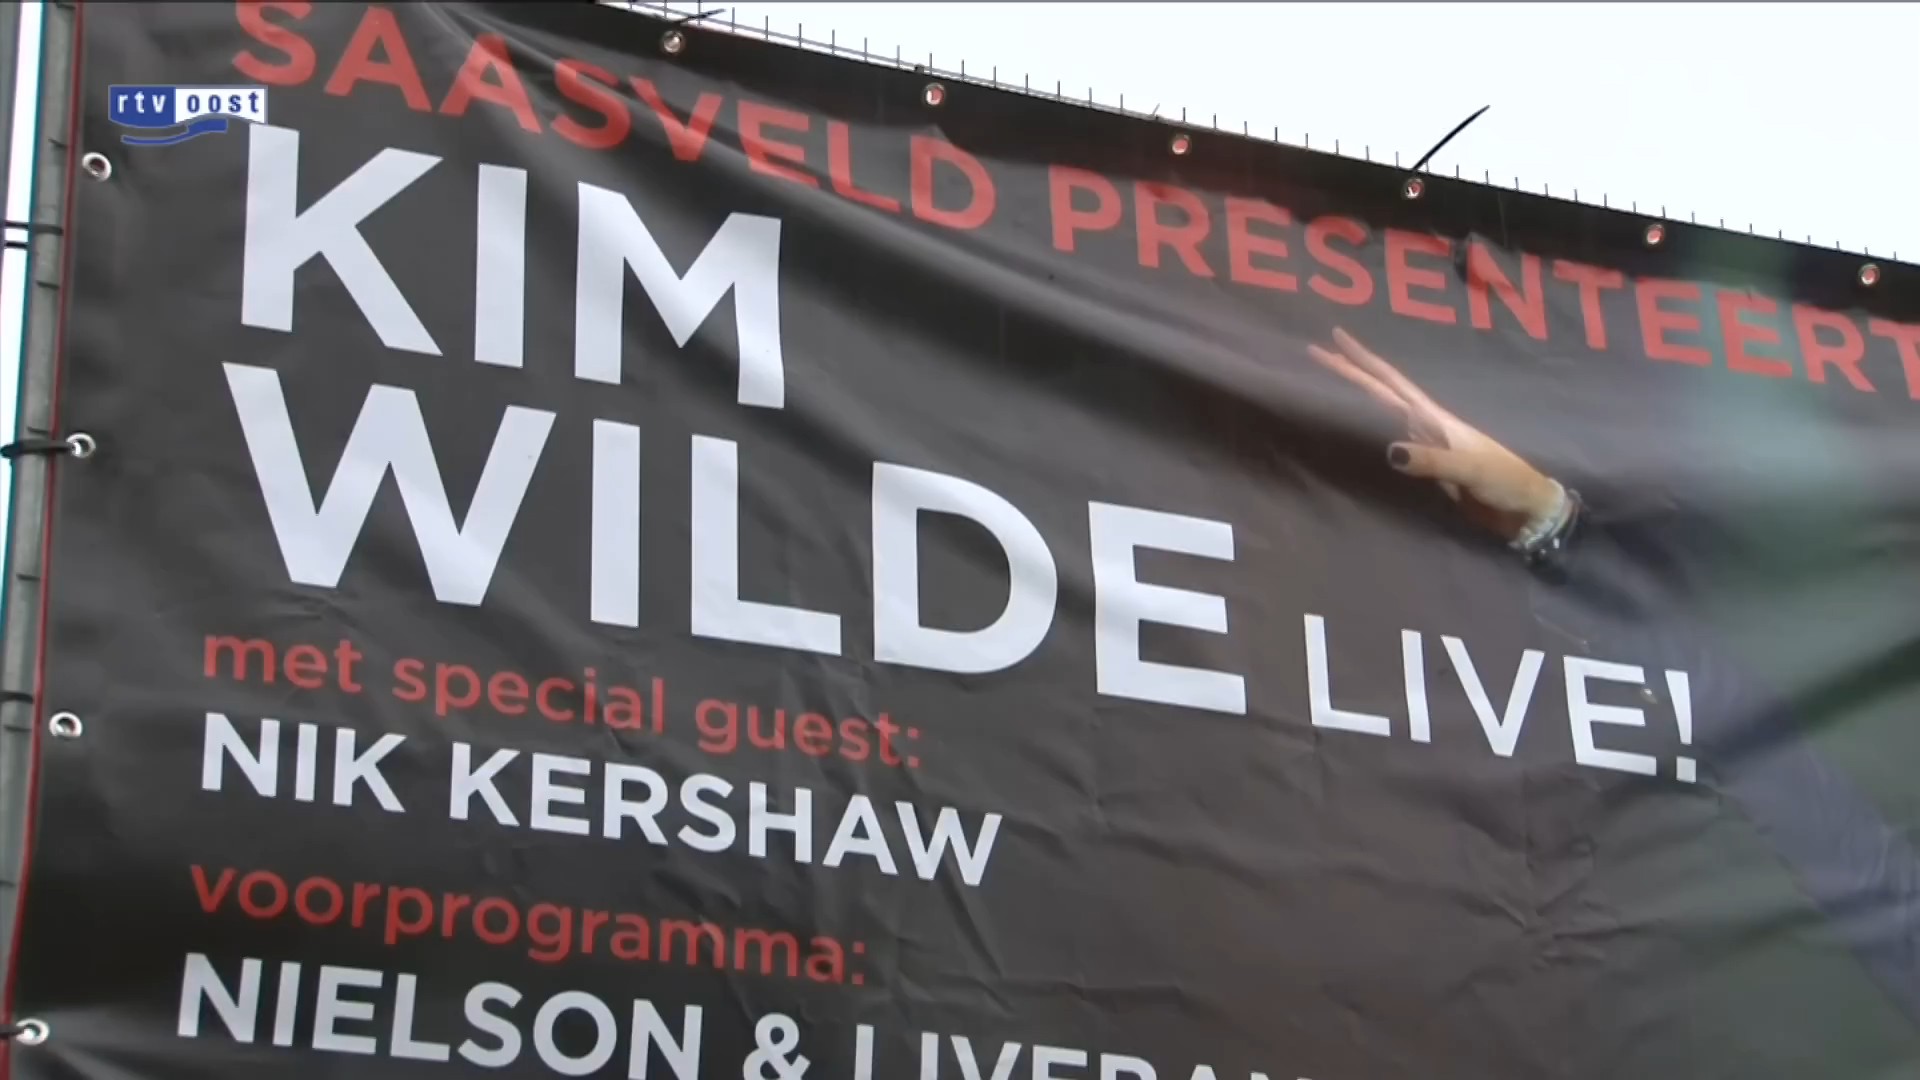 rtv oost
SAASVELD PRESENTEERT
KIM
WILDE LIVE!
met special guest:
NIK KERSHAW
voorprogramma:
NIELSON &